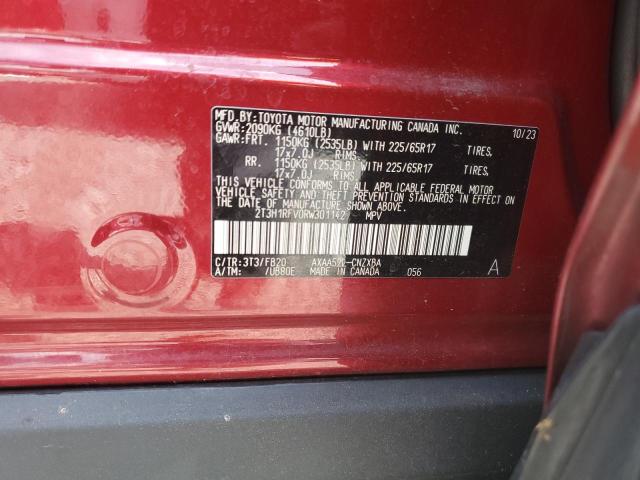 MFD.BY:TOYOTA MOTOR MANUFACTURING CANADA INC. 10/23
GVWR:2090KG (4610LB)
GAWR:FRT. 1150KG (2535LB) WITH 225/65R17 TIRES,
17x7.0J RIMS,
RR. 1150KG (2535LB) WITH 225/65R17 TIRES,
17x7.0J RIMS,
THIS VEHICLE CONFORMS TO ALL APPLICABLE FEDERAL MOTOR
VEHICLE SAFETY AND THEFT PREVENTION STANDARDS IN EFFECT
ON THE DATE OF MANUFACTURE SHOWN ABOVE.
2T3H1RFV0RW301142 MPV
C/TR:3T3/FB20 AXAA52L-CNZXBA
A/TM: /UB80E MADE IN CANADA 056 A